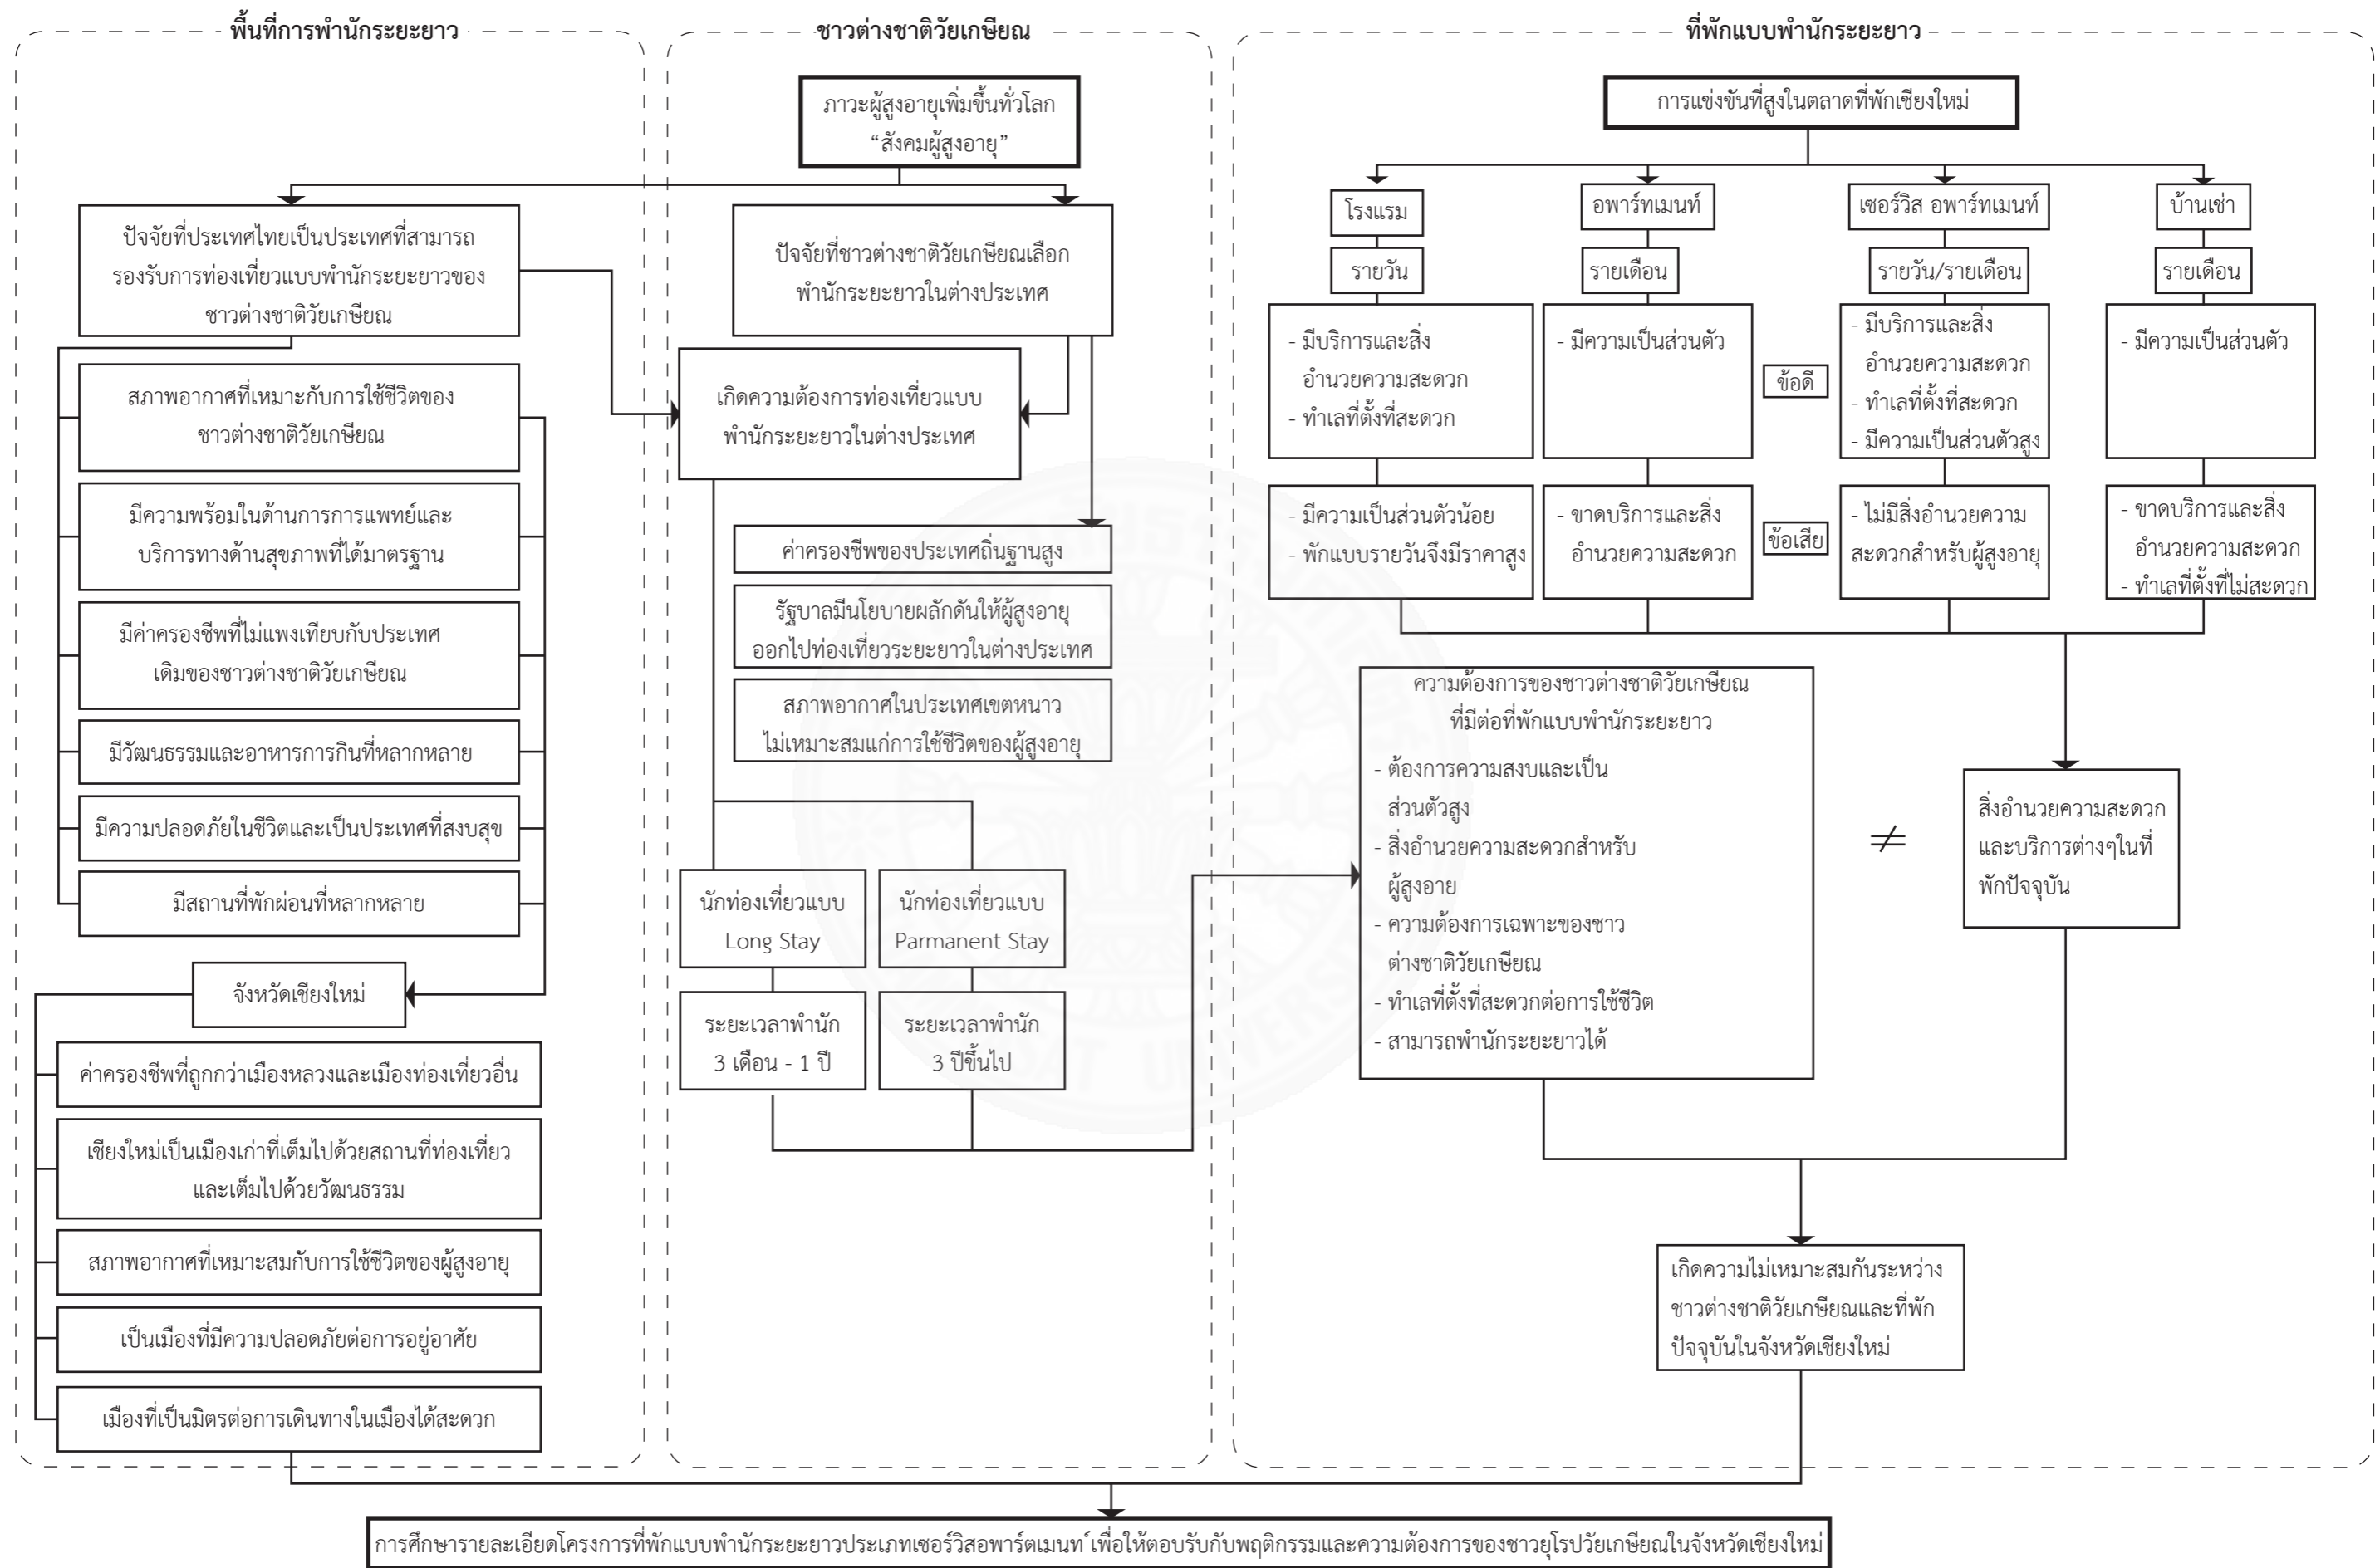 พื้นที่การพำนักระยะยาว
ภาวะผู้สูงอายุเพิ่มขึ้นทั่วโลก
“สังคมผู้สูงอายุ”
ปัจจัยที่ประเทศไทยเป็นประเทศที่สามารถ
รองรับการท่องเที่ยวแบบพำนักระยะยาวของ
ชาวต่างชาติวัยเกษียณ
สภาพอากาศที่เหมาะกับการใช้ชีวิตของ
ชาวต่างชาติวัยเกษียณ
มีความพร้อมในด้านการการแพทย์และ
บริการทางด้านสุขภาพที่ได้มาตรฐาน
มีค่าครองชีพที่ไม่แพงเทียบกับประเทศ
เดิมของชาวต่างชาติวัยเกษียณ
มีวัฒนธรรมและอาหารการกินที่หลากหลาย
มีความปลอดภัยในชีวิตและเป็นประเทศที่สงบสุข
มีสถานที่พักผ่อนที่หลากหลาย
จังหวัดเชียงใหม่
ค่าครองชีพที่ถูกกว่าเมืองหลวงและเมืองท่องเที่ยวอื่น
เชียงใหม่เป็นเมืองเก่าที่เต็มไปด้วยสถานที่ท่องเที่ยว
และเต็มไปด้วยวัฒนธรรม
สภาพอากาศที่เหมาะสมกับการใช้ชีวิตของผู้สูงอายุ
เป็นเมืองที่มีความปลอดภัยต่อการอยู่อาศัย
เมืองที่เป็นมิตรต่อการเดินทางในเมืองได้สะดวก
ชาวต่างชาติวัยเกษียณ
ปัจจัยที่ชาวต่างชาติวัยเกษียณเลือก
พำนักระยะยาวในต่างประเทศ
เกิดความต้องการท่องเที่ยวแบบ
พำนักระยะยาวในต่างประเทศ
ค่าครองชีพของประเทศถิ่นฐานสูง
รัฐบาลมีนโยบายผลักดันให้ผู้สูงอายุ
ออกไปท่องเที่ยวระยะยาวในต่างประเทศ
สภาพอากาศในประเทศเขตหนาว
ไม่เหมาะสมแก่การใช้ชีวิตของผู้สูงอายุ
นักท่องเที่ยวแบบ
Long Stay
นักท่องเที่ยวแบบ
Parmanent Stay
ระยะเวลาพำนัก
3 เดือน - 1 ปี
ระยะเวลาพำนัก
3 ปีขึ้นไป
ที่พักแบบพำนักระยะยาว
การแข่งขันที่สูงในตลาดที่พักเชียงใหม่
โรงแรม
อพาร์ทเมนท์
เซอร์วิส อพาร์ทเมนท์
บ้านเช่า
รายวัน
รายเดือน
รายวัน/รายเดือน
รายเดือน
- มีบริการและสิ่ง
อำนวยความสะดวก
- ทำเลที่ตั้งที่สะดวก
- มีความเป็นส่วนตัว
ข้อดี
- มีบริการและสิ่ง
อำนวยความสะดวก
- ทำเลที่ตั้งที่สะดวก
- มีความเป็นส่วนตัวสูง
- มีความเป็นส่วนตัว
- มีความเป็นส่วนตัวน้อย
- พักแบบรายวันจึงมีราคาสูง
- ขาดบริการและสิ่ง
อำนวยความสะดวก
ข้อเสีย
- ไม่มีสิ่งอำนวยความ
สะดวกสำหรับผู้สูงอายุ
- ขาดบริการและสิ่ง
อำนวยความสะดวก
- ทำเลที่ตั้งที่ไม่สะดวก
ความต้องการของชาวต่างชาติวัยเกษียณ
ที่มีต่อที่พักแบบพำนักระยะยาว
- ต้องการความสงบและเป็น
ส่วนตัวสูง
- สิ่งอำนวยความสะดวกสำหรับ
ผู้สูงอาย
- ความต้องการเฉพาะของชาว
ต่างชาติวัยเกษียณ
- ทำเลที่ตั้งที่สะดวกต่อการใช้ชีวิต
- สามารถพำนักระยะยาวได้
≠
สิ่งอำนวยความสะดวก
และบริการต่างๆในที่
พักปัจจุบัน
เกิดความไม่เหมาะสมกันระหว่าง
ชาวต่างชาติวัยเกษียณและที่พัก
ปัจจุบันในจังหวัดเชียงใหม่
การศึกษารายละเอียดโครงการที่พักแบบพำนักระยะยาวประเภทเซอร์วิสอพาร์ตเมนท์ เพื่อให้ตอบรับกับพฤติกรรมและความต้องการของชาวยุโรปวัยเกษียณในจังหวัดเชียงใหม่